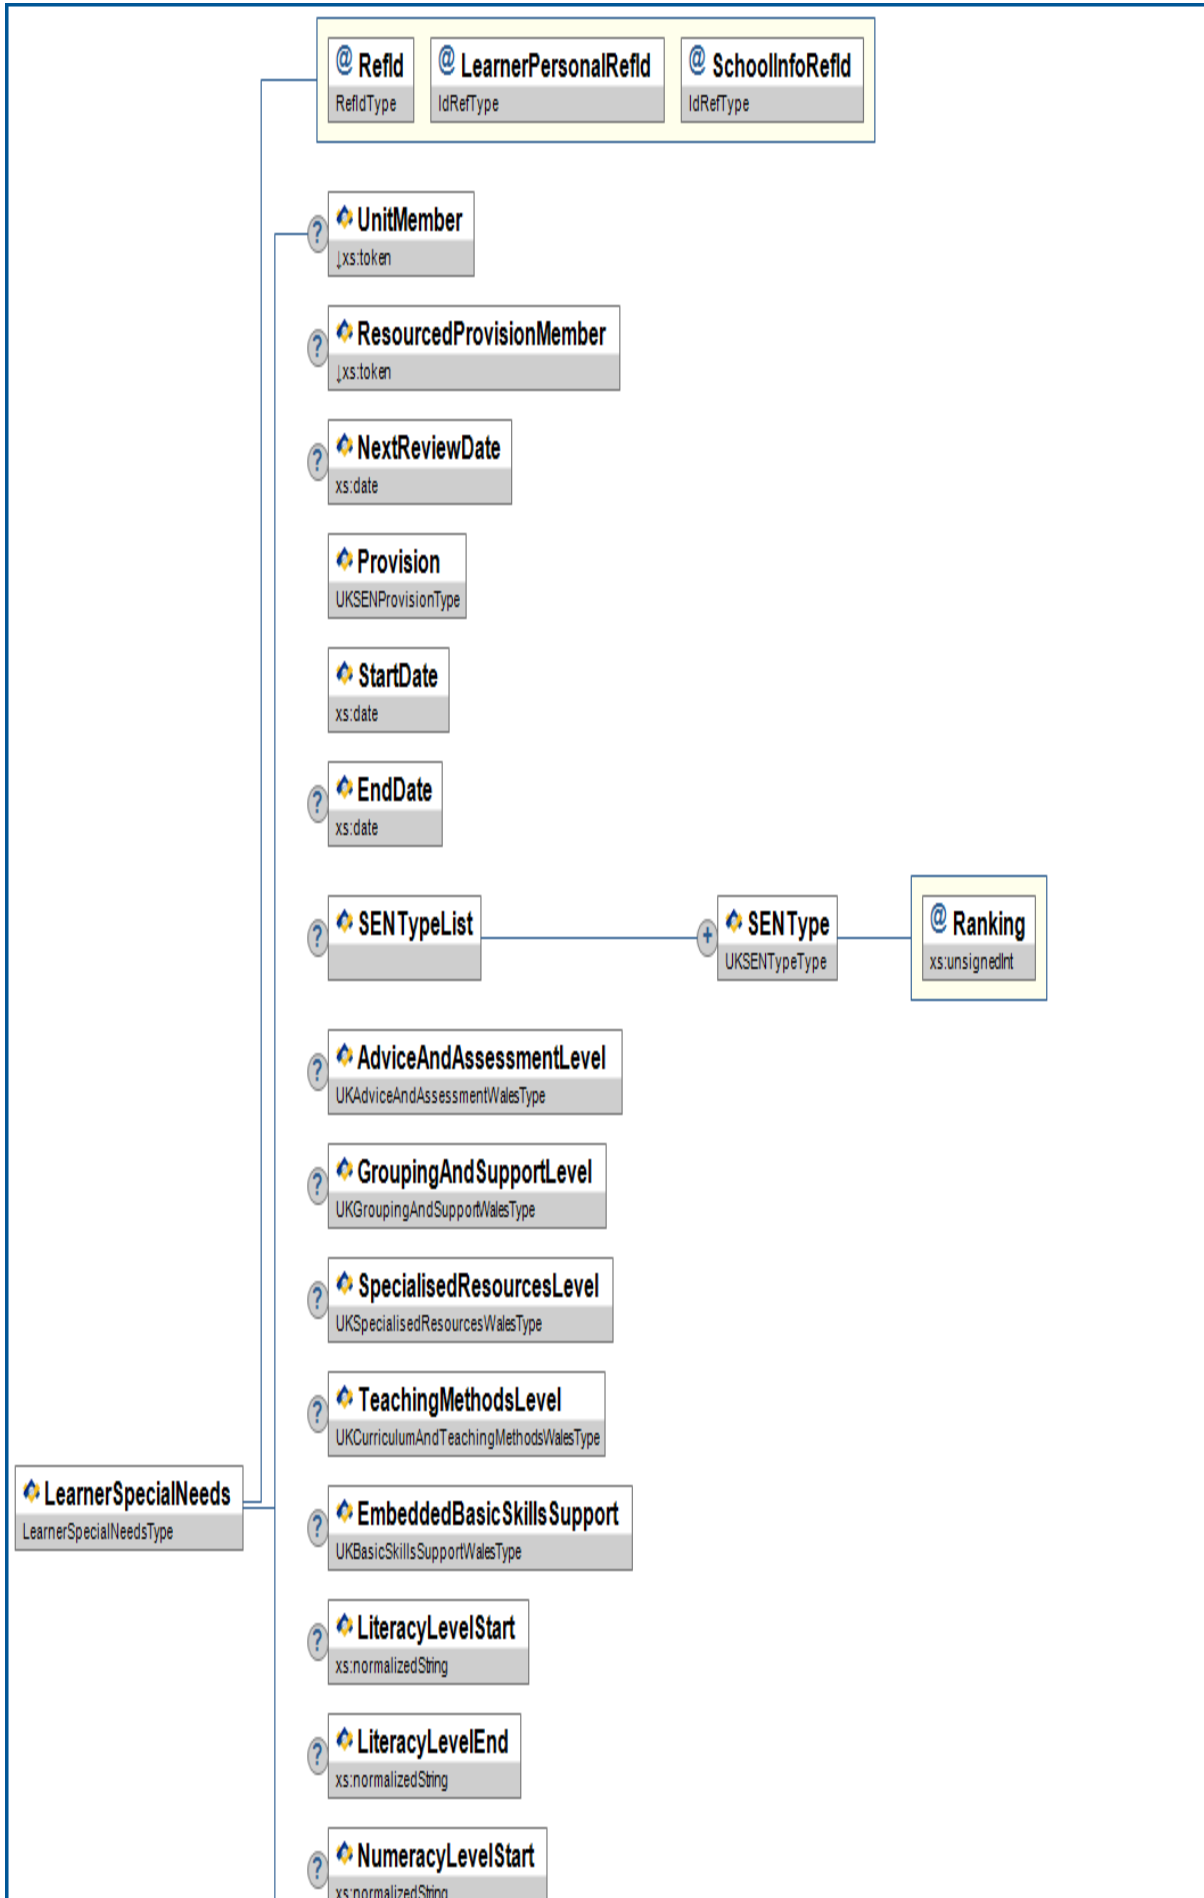 @ RefId
RefIdType
@ LearnerPersonalRefId
IdRefType
@ SchoolInfoRefId
IdRefType
? UnitMember
↓xs:token
? ResourcedProvisionMember
↓xs:token
? NextReviewDate
xs:date
Provision
UKSENProvisionType
StartDate
xs:date
? EndDate
xs:date
? SENTypeList
+ SENType
UKSENTypeType
@ Ranking
xs:unsignedInt
? AdviceAndAssessmentLevel
UKAdviceAndAssessmentWalesType
? GroupingAndSupportLevel
UKGroupingAndSupportWalesType
? SpecialisedResourcesLevel
UKSpecialisedResourcesWalesType
? TeachingMethodsLevel
UKCurriculumAndTeachingMethodsWalesType
LearnerSpecialNeeds
LearnerSpecialNeedsType
? EmbeddedBasicSkillsSupport
UKBasicSkillsSupportWalesType
? LiteracyLevelStart
xs:normalizedString
? LiteracyLevelEnd
xs:normalizedString
? NumeracyLevelStart
xs:normalizedString